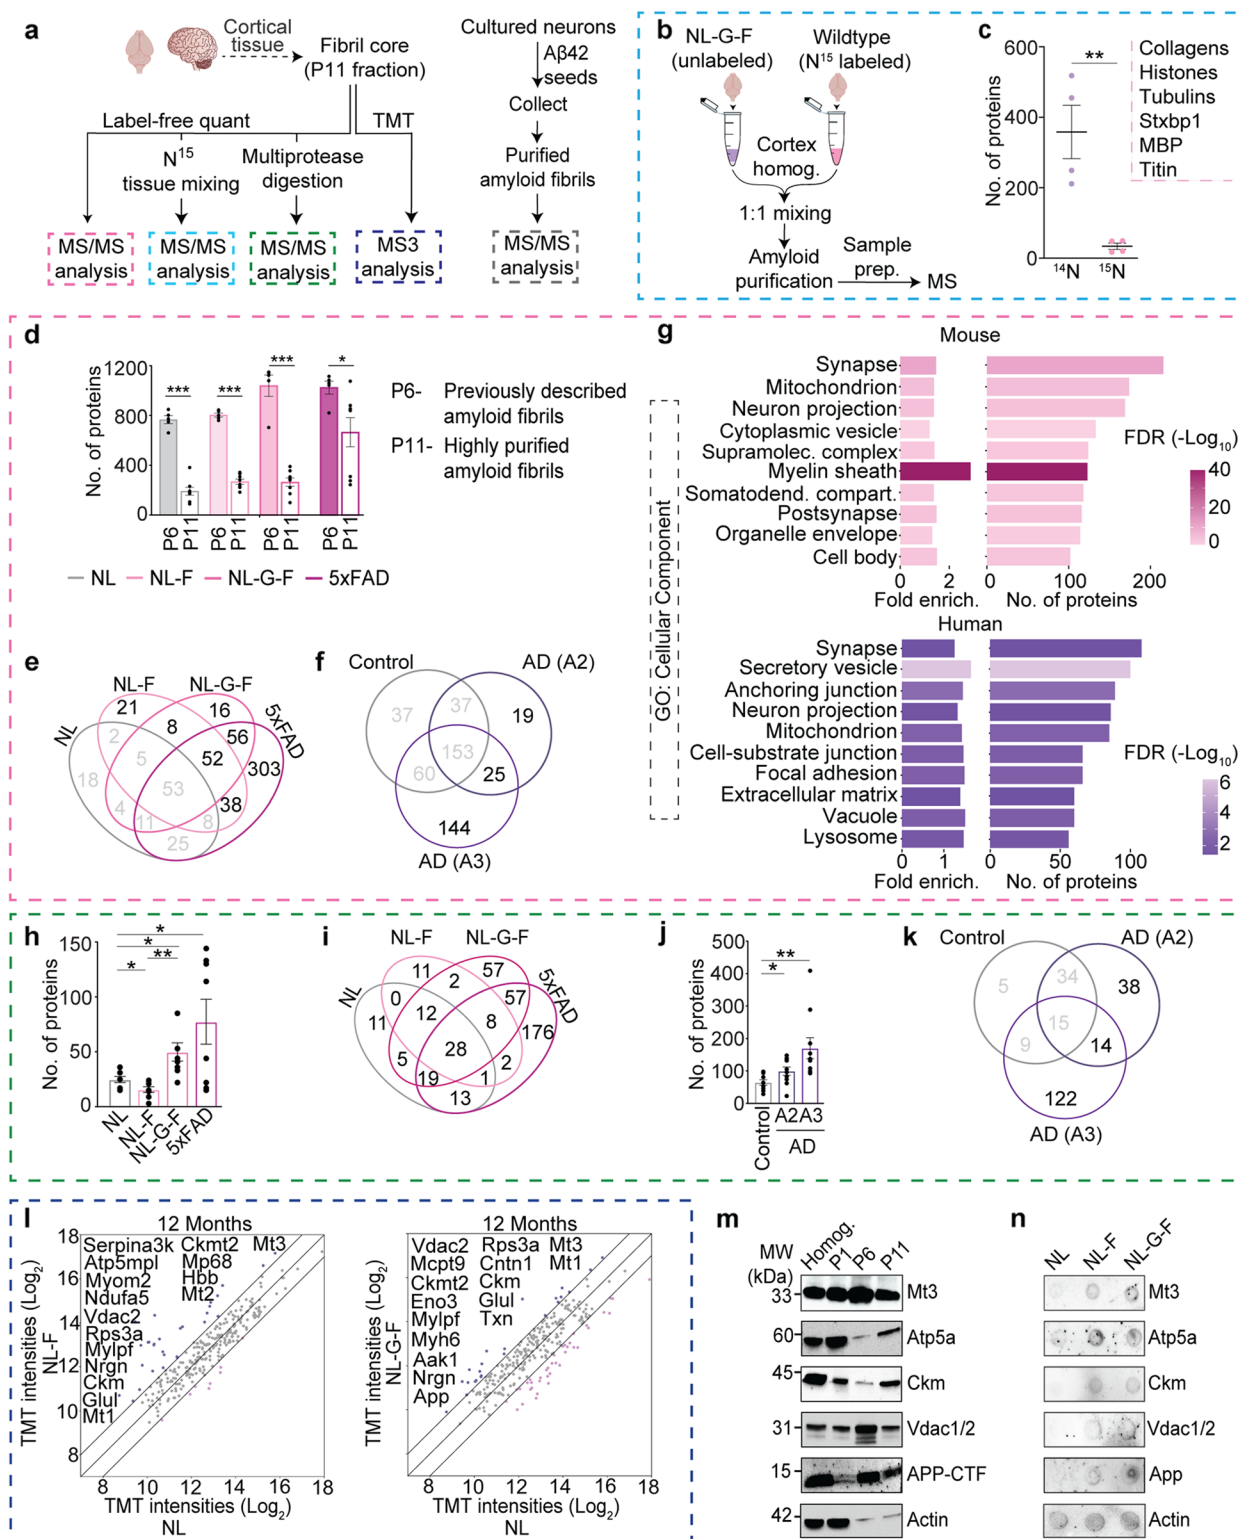 a
Cortical
tissue
Fibril core
(P11 fraction)
Label-free quant
TMT
N15
tissue mixing
Multiprotease
digestion
MS/MS
analysis
MS/MS
analysis
MS/MS
analysis
MS3
analysis
Cultured neurons
Aβ42
seeds
Collect
Purified
amyloid fibrils
MS/MS
analysis
b
NL-G-F
(unlabeled)
Wildtype
(N15 labeled)
Cortex
homog.
1:1 mixing
Amyloid
purification
Sample
prep.
MS
c
No. of proteins
600
400
200
0
**
14N
15N
Collagens
Histones
Tubulins
Stxbp1
MBP
Titin
d
No. of proteins
1200
800
400
0
***
***
***
*
P6
P11
P6
P11
P6
P11
P6
P11
NL
NL-F
NL-G-F
5xFAD
P6- Previously described
amyloid fibrils
P11- Highly purified
amyloid fibrils
e
NL
NL-F
NL-G-F
5xFAD
21
16
2
8
56
18
5
52
303
53
4
38
11
8
25
f
Control
AD (A2)
AD (A3)
37
37
19
153
60
25
144
g
GO: Cellular Component
Mouse
Synapse
Mitochondrion
Neuron projection
Cytoplasmic vesicle
Supramolec. complex
Myelin sheath
Somatodend. compart.
Postsynapse
Organelle envelope
Cell body
0
2
Fold enrich.
0
100
200
No. of proteins
FDR (-Log10)
40
20
0
Human
Synapse
Secretory vesicle
Anchoring junction
Neuron projection
Mitochondrion
Cell-substrate junction
Focal adhesion
Extracellular matrix
Vacuole
Lysosome
0
1
Fold enrich.
0
50
100
No. of proteins
FDR (-Log10)
6
4
2
h
No. of proteins
150
100
50
0
*
*
**
*
NL
NL-F
NL-G-F
5xFAD
i
NL
NL-F
NL-G-F
5xFAD
11
57
0
2
57
11
12
8
176
28
5
2
19
1
13
j
No. of proteins
500
400
300
200
100
0
**
*
Control
A2
A3
AD
k
Control
AD (A2)
AD (A3)
5
34
38
15
9
14
122
l
12 Months
TMT intensities (Log2)
NL-F
18
16
14
12
10
8
Serpina3k
Atp5mpl
Myom2
Ndufa5
Vdac2
Rps3a
Mylpf
Nrgn
Ckm
Glul
Mt1
Ckmt2
Mp68
Hbb
Mt2
Mt3
8
10
12
14
16
18
TMT intensities (Log2)
NL
12 Months
TMT intensities (Log2)
NL-G-F
Vdac2
Mcpt9
Ckmt2
Eno3
Mylpf
Myh6
Aak1
Nrgn
App
Rps3a
Cntn1
Ckm
Glul
Txn
Mt3
Mt1
8
10
12
14
16
18
TMT intensities (Log2)
NL
m
MW
(kDa)
Homog.
P1
P6
P11
33
Mt3
60
Atp5a
45
Ckm
31
Vdac1/2
15
APP-CTF
42
Actin
n
NL
NL-F
NL-G-F
Mt3
Atp5a
Ckm
Vdac1/2
App
Actin